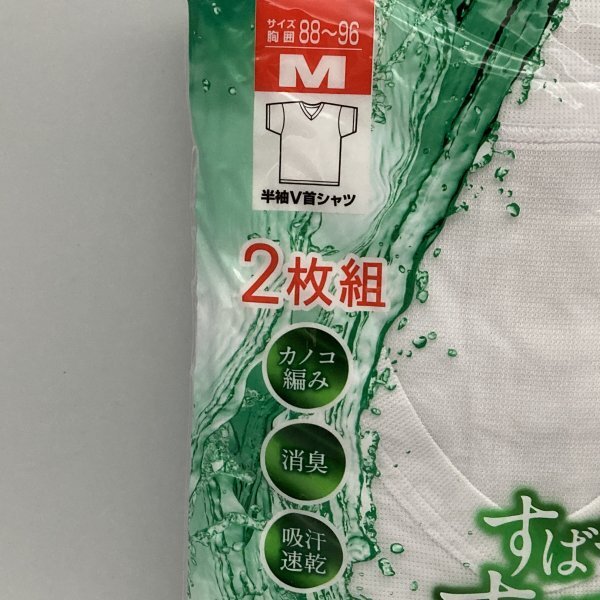 サイズ
胸囲 88〜96
M
半袖V首シャツ
2枚組
カノコ
編み
消臭
吸汗
速乾
すば